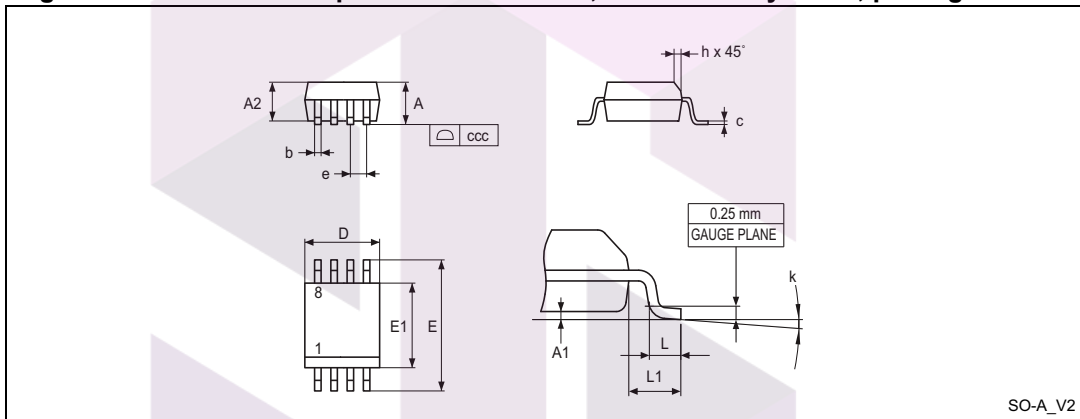 h x 45˚
A2
A
c
ccc
b
e
0.25 mm
GAUGE PLANE
D
k
8
E1
E
1
A1
L
L1
SO-A_V2